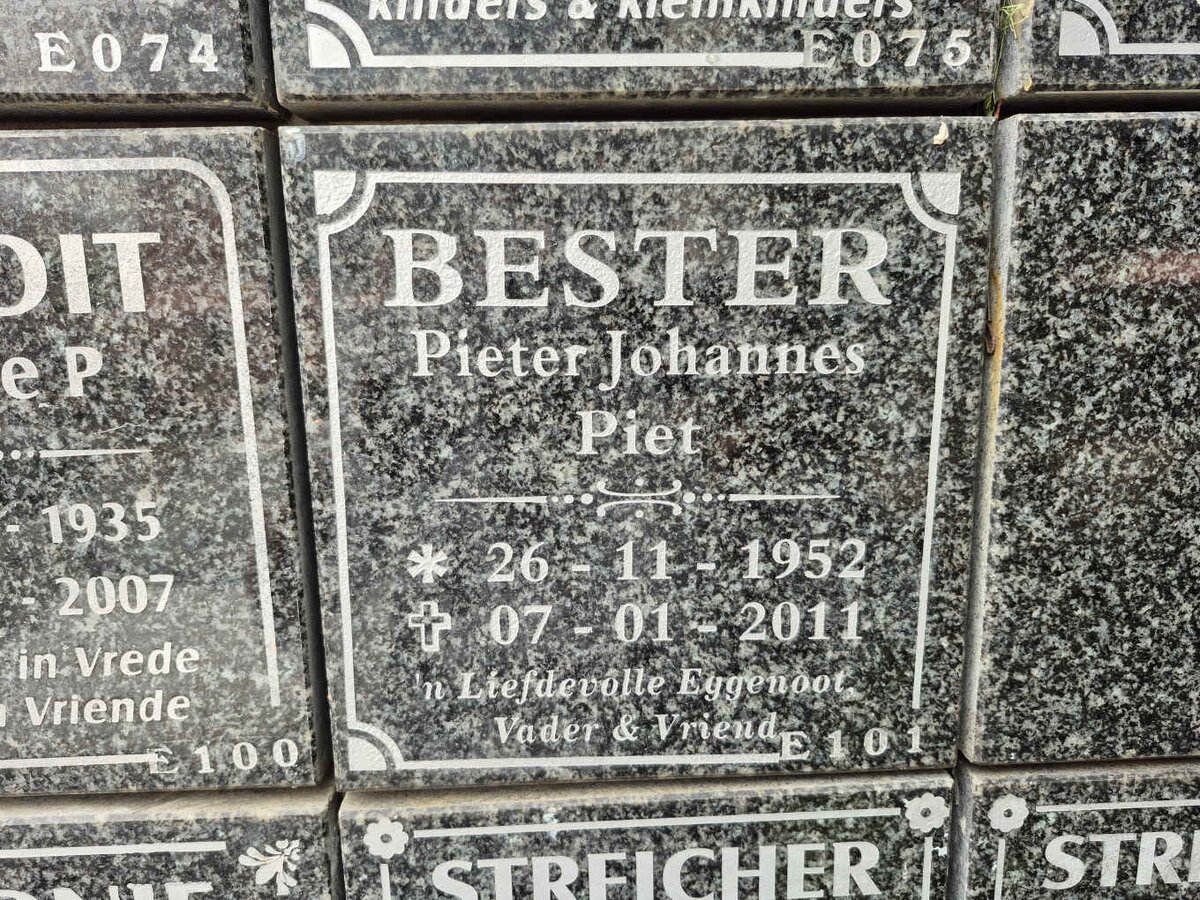 kinders & kleinkinders
E074
E075
BESTER
Pieter Johannes
Piet
26 - 11 - 1952
07 - 01 - 2011
'n Liefdevolle Eggenoot.
Vader & Vriend
E101
OIT
e P
- 1935
- 2007
in Vrede
Vriende
E100
STREICHER
STR